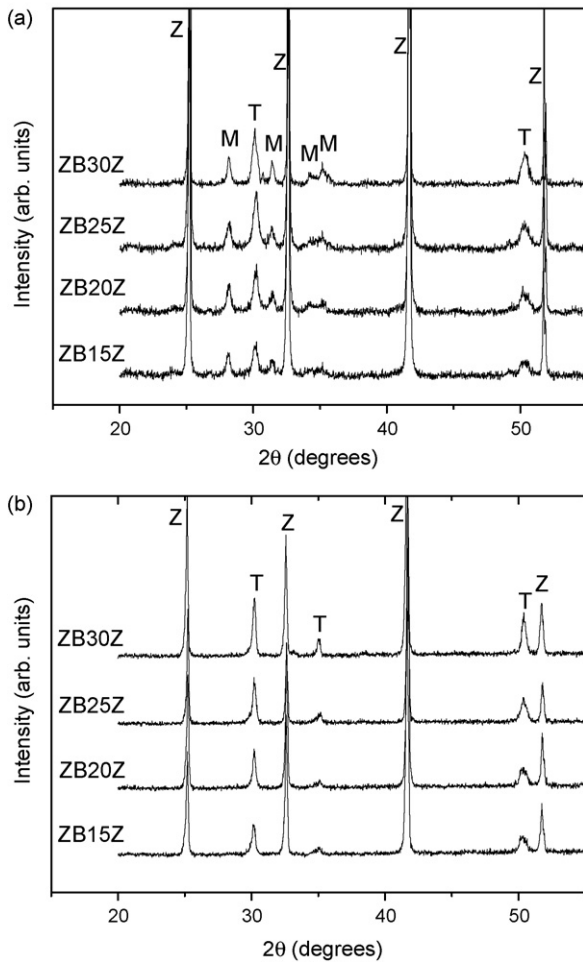 (a)
Z Z Z Z
M T M M M T
ZB30Z
ZB25Z
ZB20Z
ZB15Z
Intensity (arb. units)
20 30 40 50
2θ (degrees)
(b)
Z Z Z
T T T Z
ZB30Z
ZB25Z
ZB20Z
ZB15Z
Intensity (arb. units)
20 30 40 50
2θ (degrees)